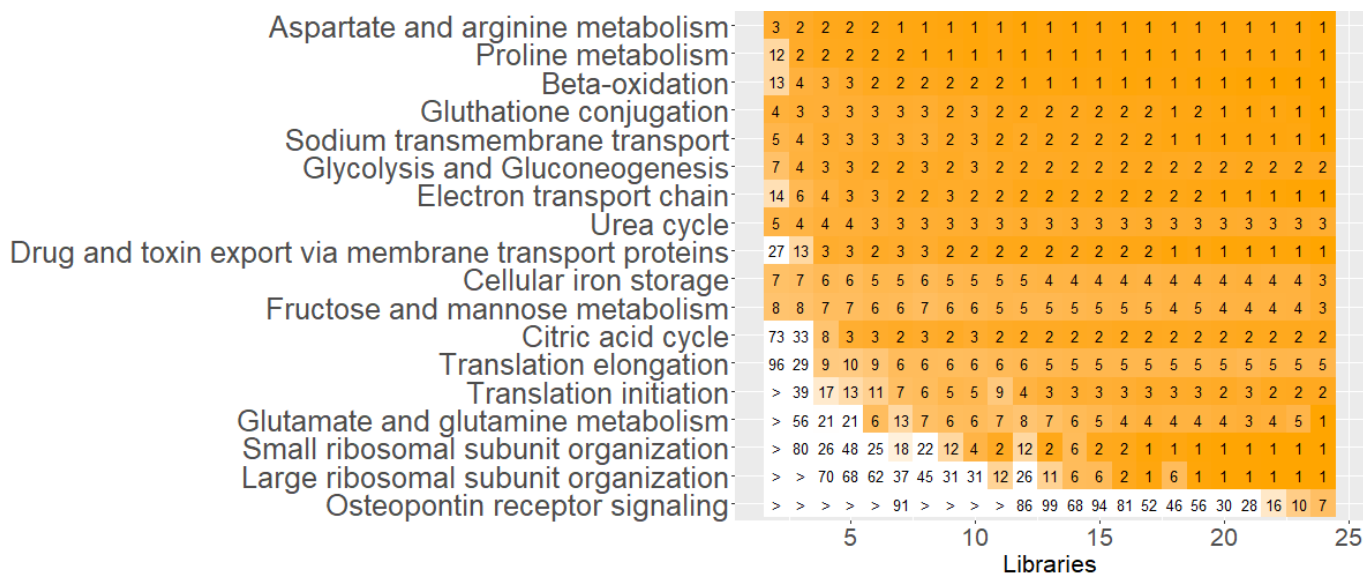 Aspartate and arginine metabolism 3 2 2 2 2 1 1 1 1 1 1 1 1 1 1 1 1 1 1 1 1 1 1
Proline metabolism 12 2 2 2 2 2 1 1 1 1 1 1 1 1 1 1 1 1 1 1 1 1 1
Beta-oxidation 13 4 3 3 2 2 2 2 2 2 1 1 1 1 1 1 1 1 1 1 1 1 1
Gluthatione conjugation 4 3 3 3 3 3 3 2 3 2 2 2 2 2 2 2 1 2 1 1 1 1 1
Sodium transmembrane transport 5 4 3 3 3 3 3 2 3 2 2 2 2 2 2 2 1 1 1 1 1 1 1
Glycolysis and Gluconeogenesis 7 4 3 3 2 2 3 2 3 2 2 2 2 2 2 2 2 2 2 2 2 2 2
Electron transport chain 14 6 4 3 3 2 2 3 2 2 2 2 2 2 2 2 2 2 1 1 1 1 1
Urea cycle 5 4 4 4 3 3 3 3 3 3 3 3 3 3 3 3 3 3 3 3 3 3 3
Drug and toxin export via membrane transport proteins 27 13 3 3 2 3 3 2 2 2 2 2 2 2 2 2 1 1 1 1 1 1 1
Cellular iron storage 7 7 6 6 5 5 6 5 5 5 5 4 4 4 4 4 4 4 4 4 4 4 3
Fructose and mannose metabolism 8 8 7 7 6 6 7 6 6 5 5 5 5 5 5 5 4 5 4 4 4 4 3
Citric acid cycle 73 33 8 3 3 2 3 2 3 2 2 2 2 2 2 2 2 2 2 2 2 2 2
Translation elongation 96 29 9 10 9 6 6 6 6 6 6 5 5 5 5 5 5 5 5 5 5 5 5
Translation initiation > 39 17 13 11 7 6 5 5 9 4 3 3 3 3 3 3 3 2 3 2 2 2
Glutamate and glutamine metabolism > 56 21 21 6 13 7 6 6 7 8 7 6 5 4 4 4 4 4 3 4 5 1
Small ribosomal subunit organization > 80 26 48 25 18 22 12 4 2 12 2 6 2 2 1 1 1 1 1 1 1 1
Large ribosomal subunit organization > > 70 68 62 37 45 31 31 12 26 11 6 6 2 1 6 1 1 1 1 1 1
Osteopontin receptor signaling > > > > > 91 > > > > 86 99 68 94 81 52 46 56 30 28 16 10 7
5 10 15 20 25
Libraries